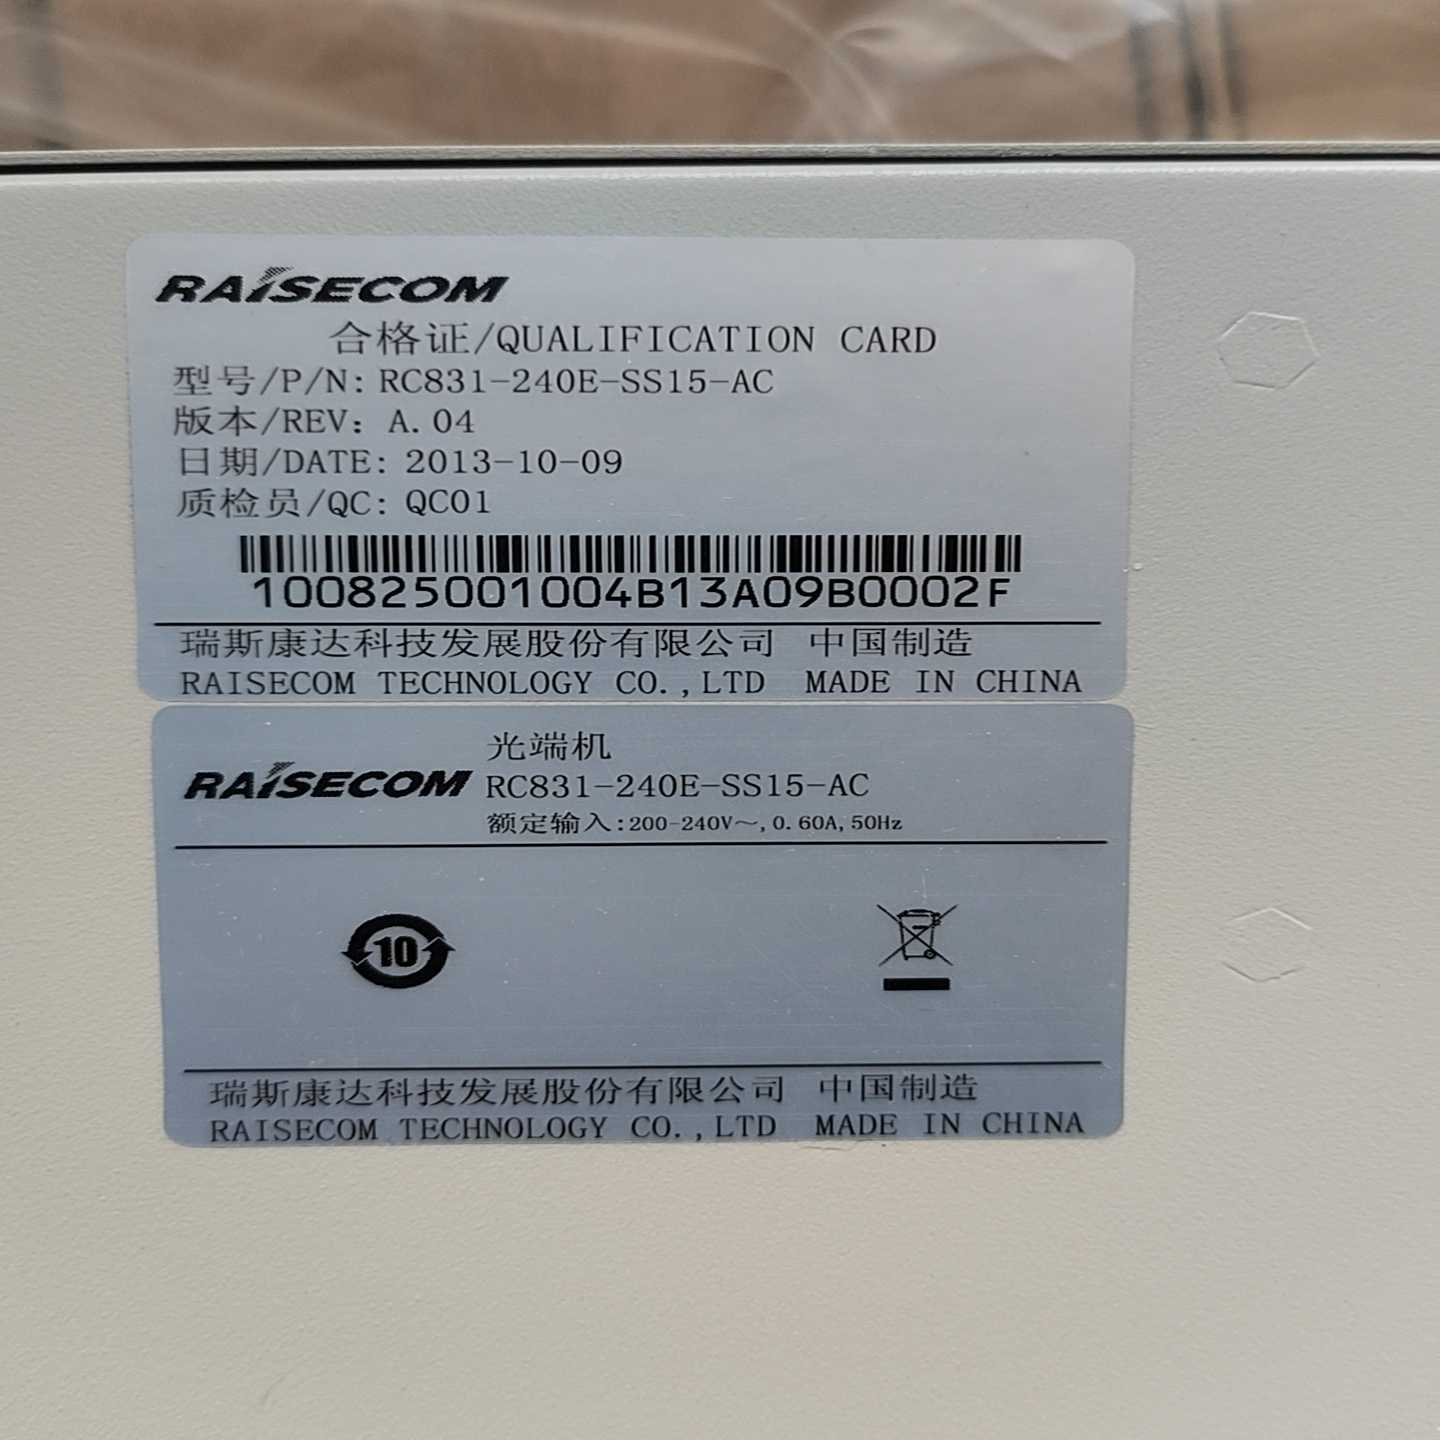 RAISECOM
合格证/QUALIFICATION CARD
型号/P/N: RC831-240E-SS15-AC
版本/REV: A.04
日期/DATE: 2013-10-09
质检员/QC: QC01
100825001004B13A09B0002F
瑞斯康达科技发展股份有限公司 中国制造
RAISECOM TECHNOLOGY CO.,LTD MADE IN CHINA
光端机
RAISECOM RC831-240E-SS15-AC
额定输入:200-240V～,0.60A,50Hz
10
瑞斯康达科技发展股份有限公司 中国制造
RAISECOM TECHNOLOGY CO.,LTD MADE IN CHINA